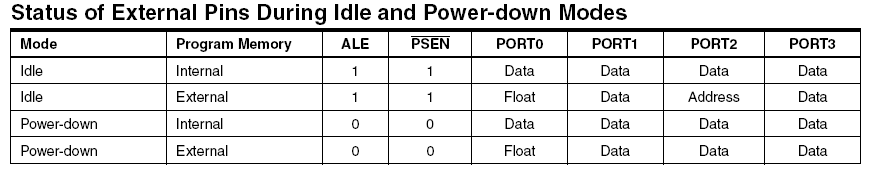 Status of External Pins During Idle and Power-down Modes
Mode Program Memory ALE PSEN PORT0 PORT1 PORT2 PORT3
Idle Internal 1 1 Data Data Data Data
Idle External 1 1 Float Data Address Data
Power-down Internal 0 0 Data Data Data Data
Power-down External 0 0 Float Data Data Data